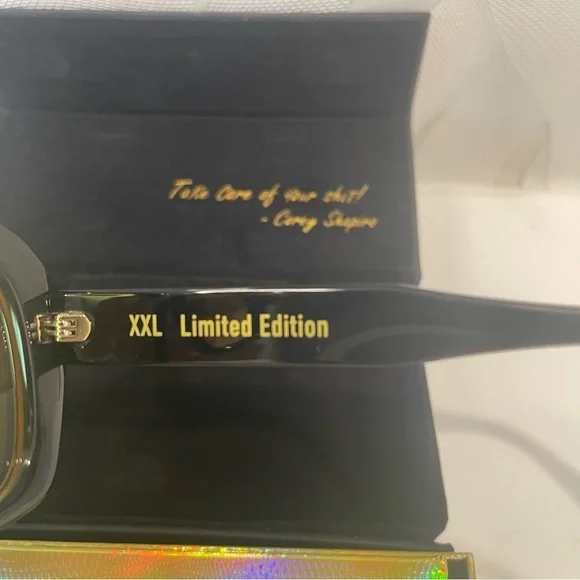 Take Care of Your shit!
- Corey Shapiro
XXL Limited Edition